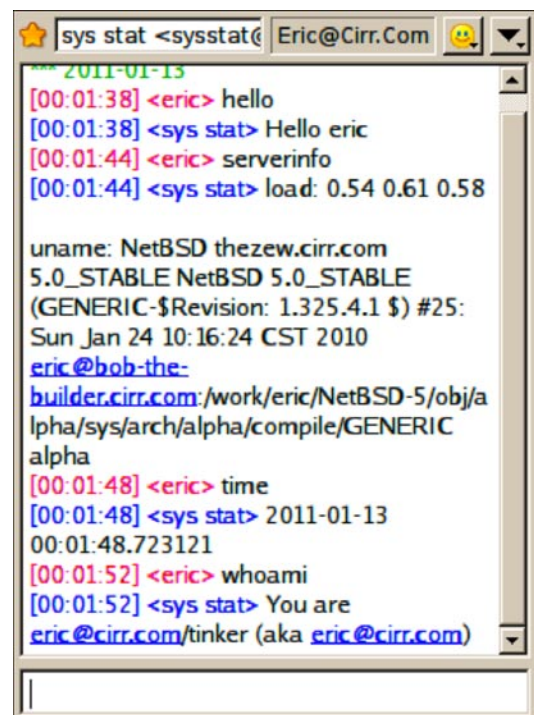 sys stat <sysstat@ Eric@Cirr.Com
*** 2011-01-13
[00:01:38] <eric> hello
[00:01:38] <sys stat> Hello eric
[00:01:44] <eric> serverinfo
[00:01:44] <sys stat> load: 0.54 0.61 0.58
uname: NetBSD thezew.cirr.com
5.0_STABLE NetBSD 5.0_STABLE
(GENERIC-$Revision: 1.325.4.1 $) #25:
Sun Jan 24 10:16:24 CST 2010
eric@bob-the-
builder.cirr.com:/work/eric/NetBSD-5/obj/a
lpha/sys/arch/alpha/compile/GENERIC
alpha
[00:01:48] <eric> time
[00:01:48] <sys stat> 2011-01-13
00:01:48.723121
[00:01:52] <eric> whoami
[00:01:52] <sys stat> You are
eric@cirr.com/tinker (aka eric@cirr.com)